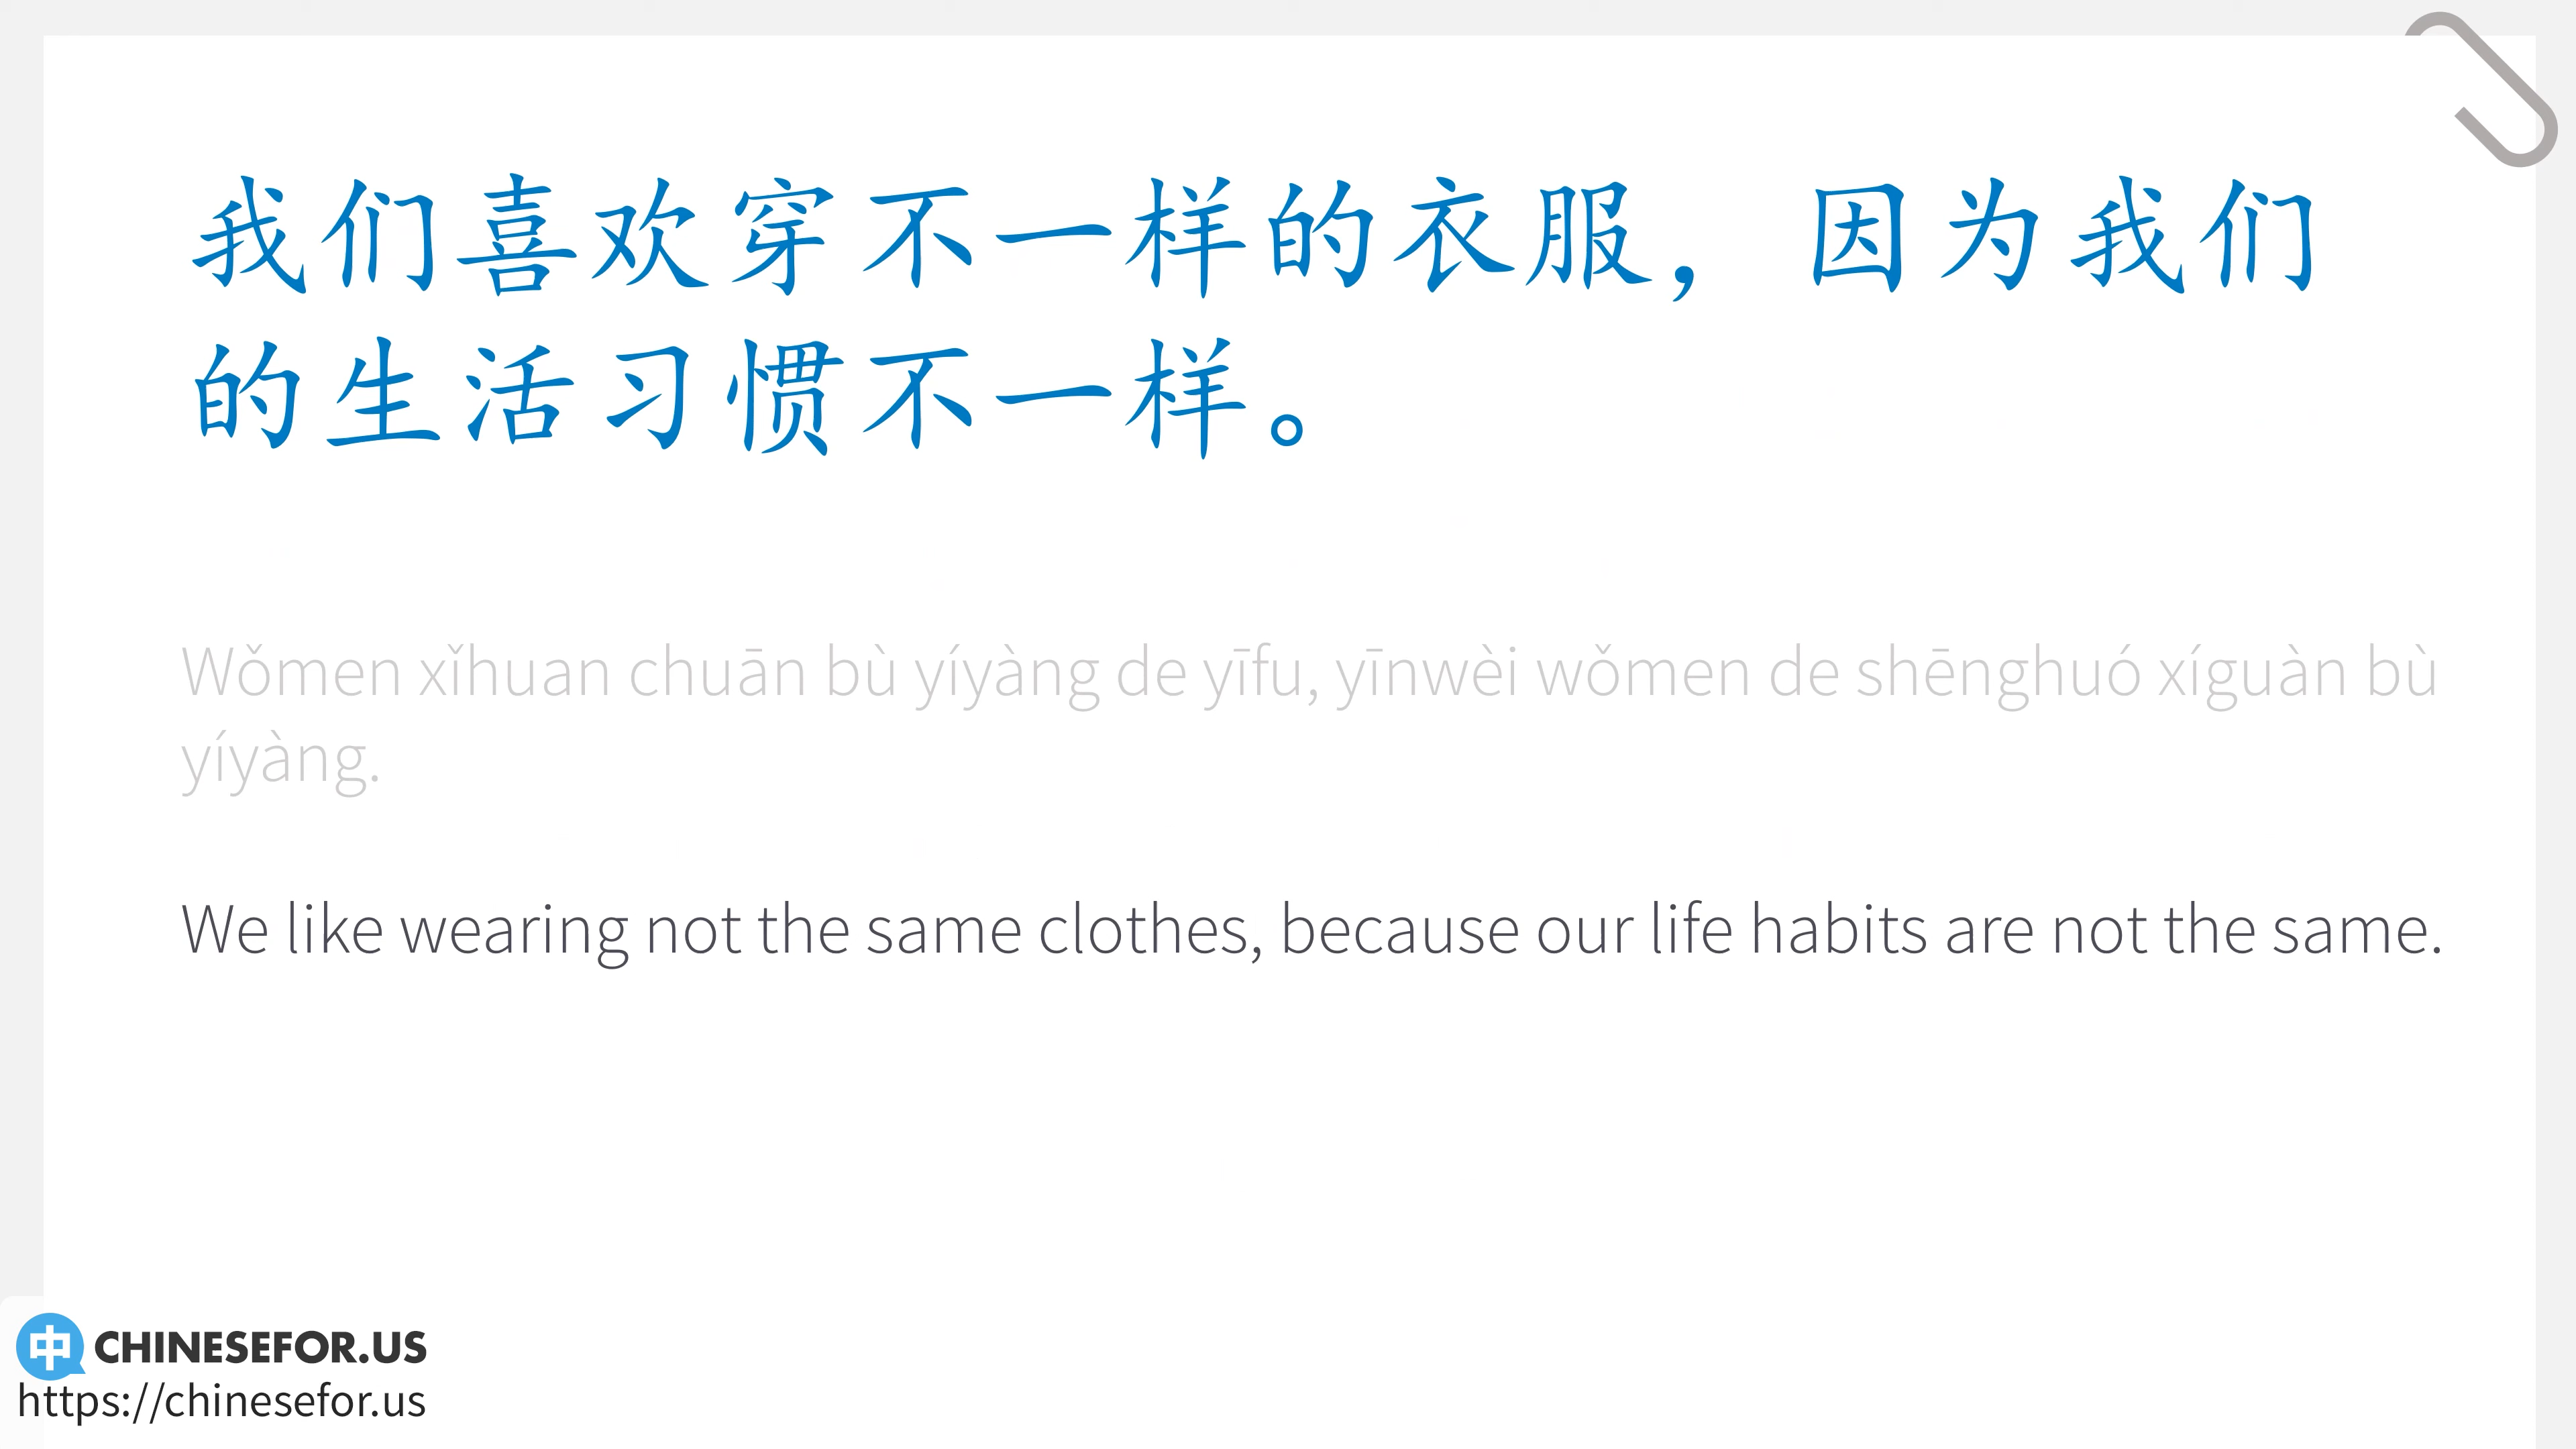 我们喜欢穿不一样的衣服，因为我们
的生活习惯不一样。
Wǒmen xǐhuan chuān bù yíyàng de yīfu, yīnwèi wǒmen de shēnghuó xíguàn bù
yíyàng.
We like wearing not the same clothes, because our life habits are not the same.
中 CHINESEFOR.US
https://chinesefor.us